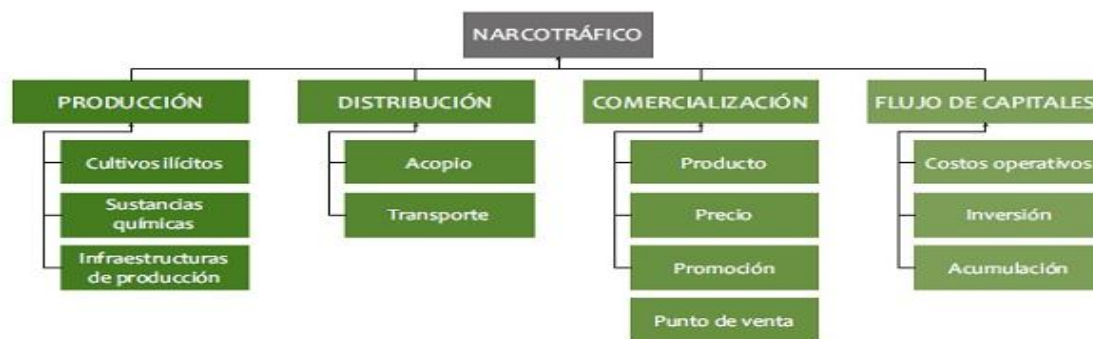 NARCOTRÁFICO
PRODUCCIÓN
Cultivos ilícitos
Sustancias
químicas
Infraestructuras
de producción
DISTRIBUCIÓN
Acopio
Transporte
COMERCIALIZACIÓN
Producto
Precio
Promoción
Punto de venta
FLUJO DE CAPITALES
Costos operativos
Inversión
Acumulación